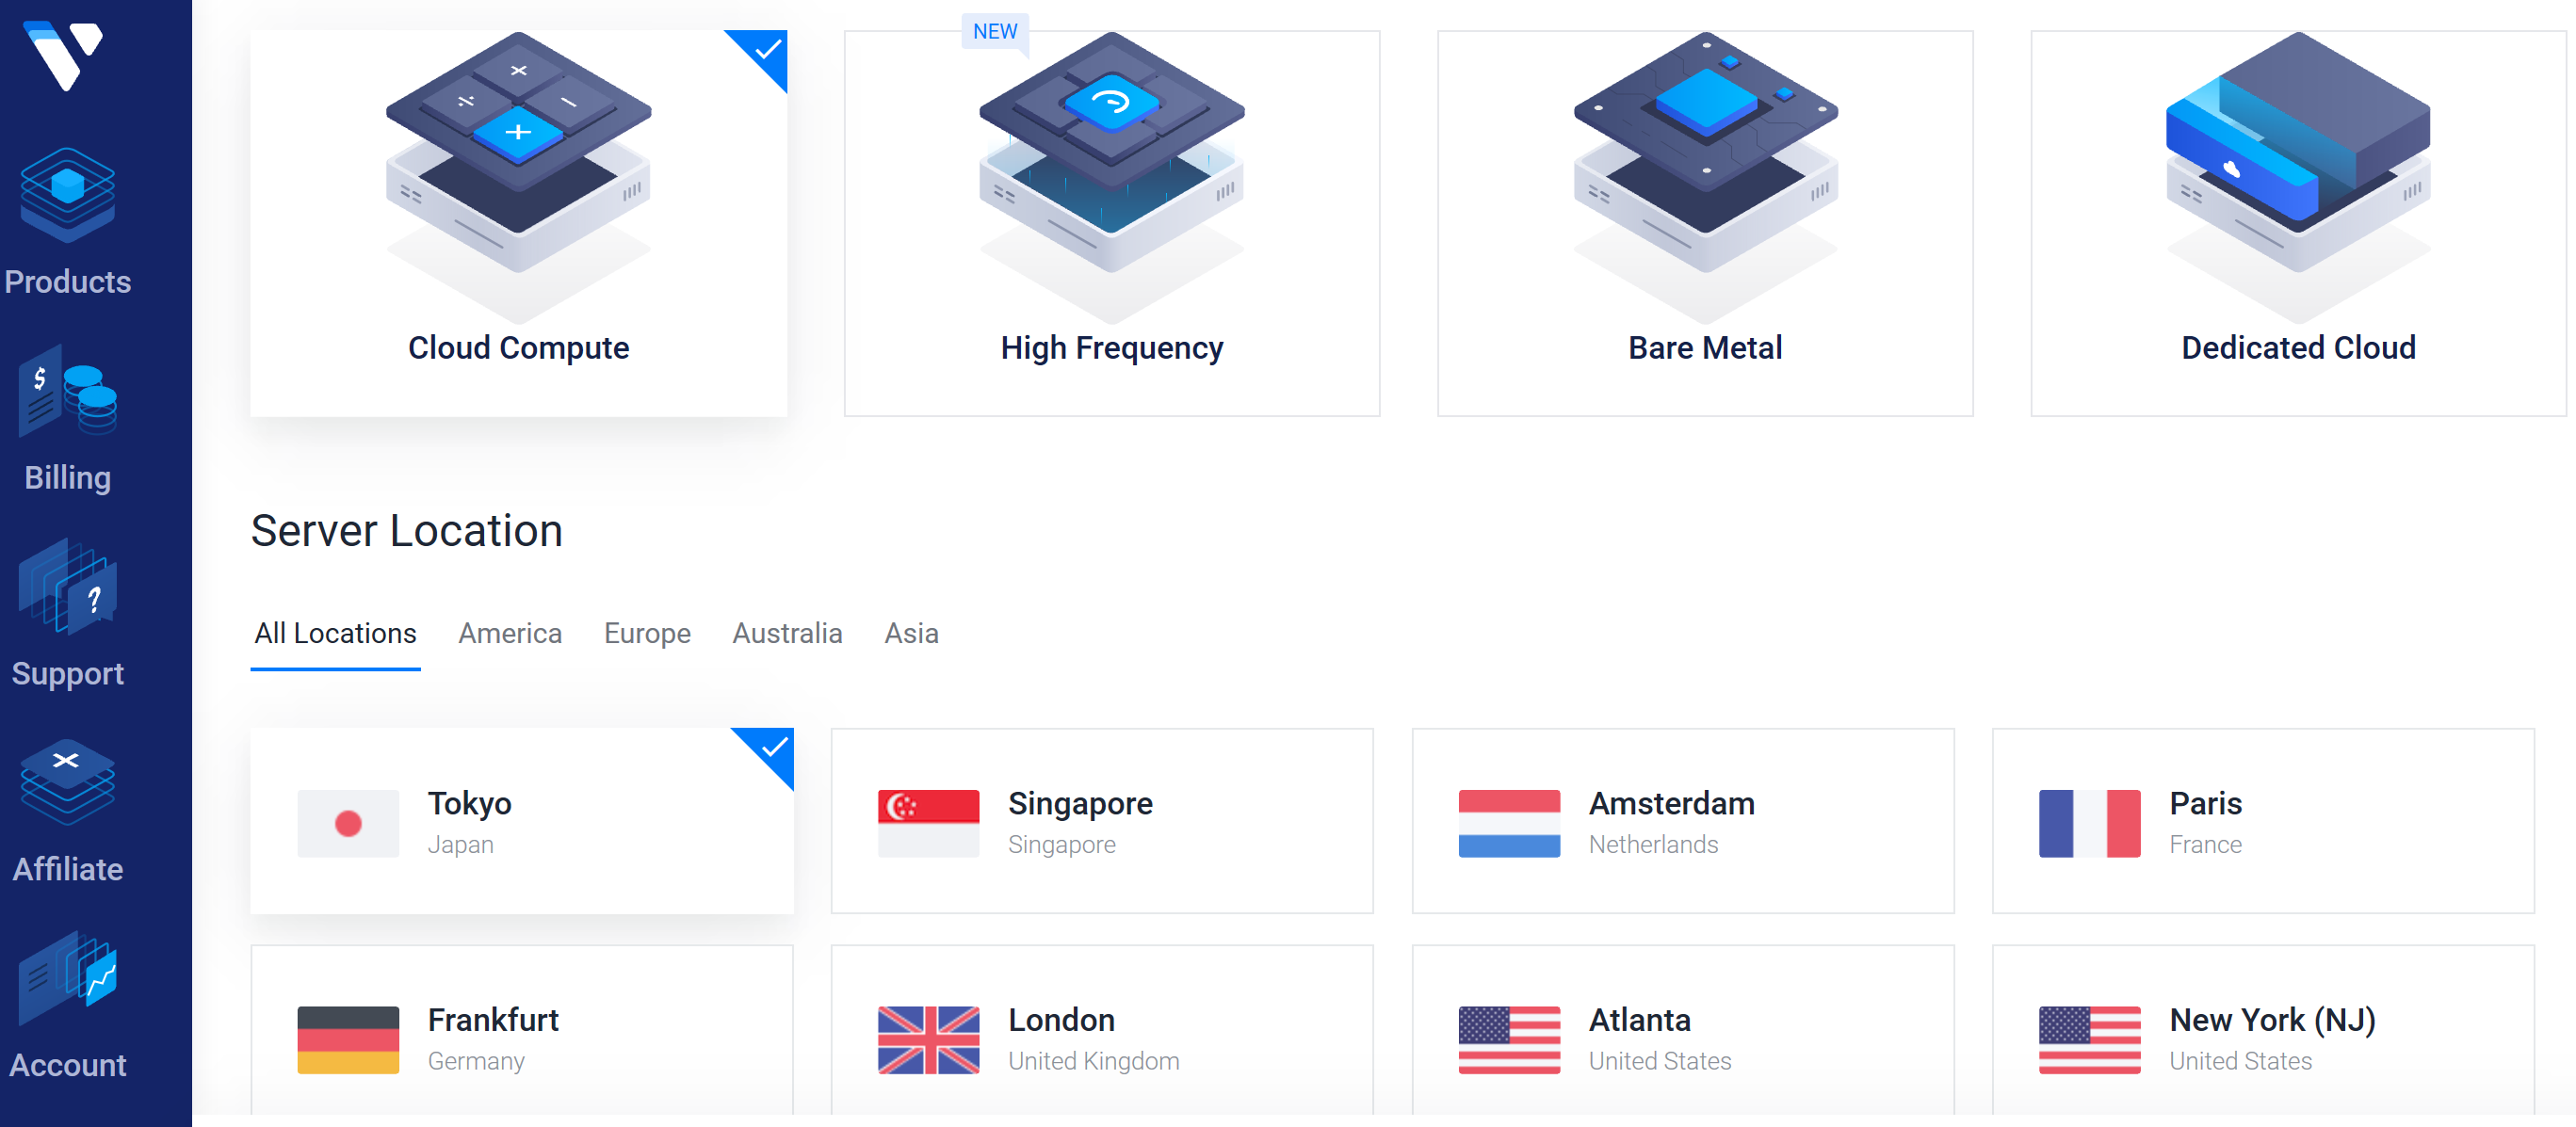 NEW
Cloud Compute
High Frequency
Bare Metal
Dedicated Cloud
Products
Billing
Support
Affiliate
Account
Server Location
All Locations America Europe Australia Asia
Tokyo
Japan
Singapore
Singapore
Amsterdam
Netherlands
Paris
France
Frankfurt
Germany
London
United Kingdom
Atlanta
United States
New York (NJ)
United States